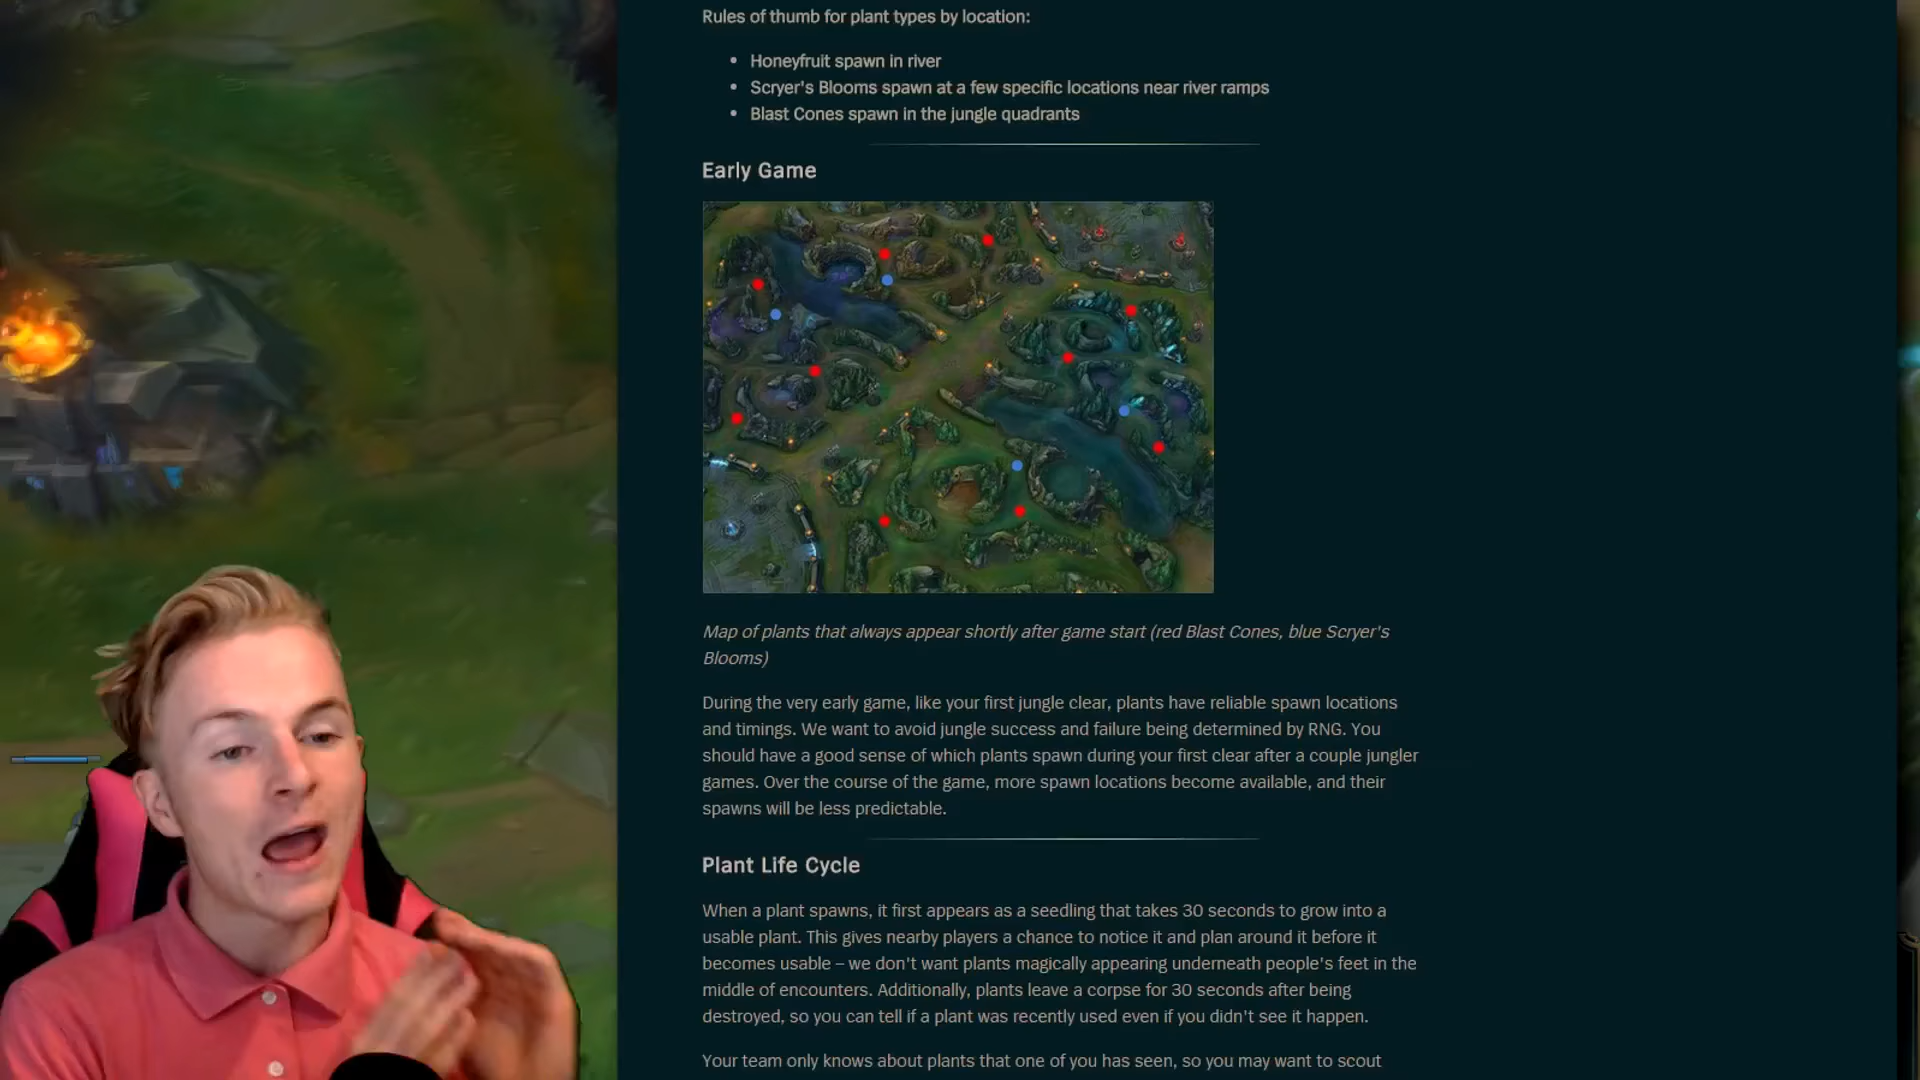 Rules of thumb for plant types by location:
• Honeyfruit spawn in river
• Scryer's Blooms spawn at a few specific locations near river ramps
• Blast Cones spawn in the jungle quadrants
Early Game
Map of plants that always appear shortly after game start (red Blast Cones, blue Scryer's
Blooms)
During the very early game, like your first jungle clear, plants have reliable spawn locations
and timings. We want to avoid jungle success and failure being determined by RNG. You
should have a good sense of which plants spawn during your first clear after a couple jungler
games. Over the course of the game, more spawn locations become available, and their
spawns will be less predictable.
Plant Life Cycle
When a plant spawns, it first appears as a seedling that takes 30 seconds to grow into a
usable plant. This gives nearby players a chance to notice it and plan around it before it
becomes usable – we don't want plants magically appearing underneath people's feet in the
middle of encounters. Additionally, plants leave a corpse for 30 seconds after being
destroyed, so you can tell if a plant was recently used even if you didn't see it happen.
Your team only knows about plants that one of you has seen, so you may want to scout